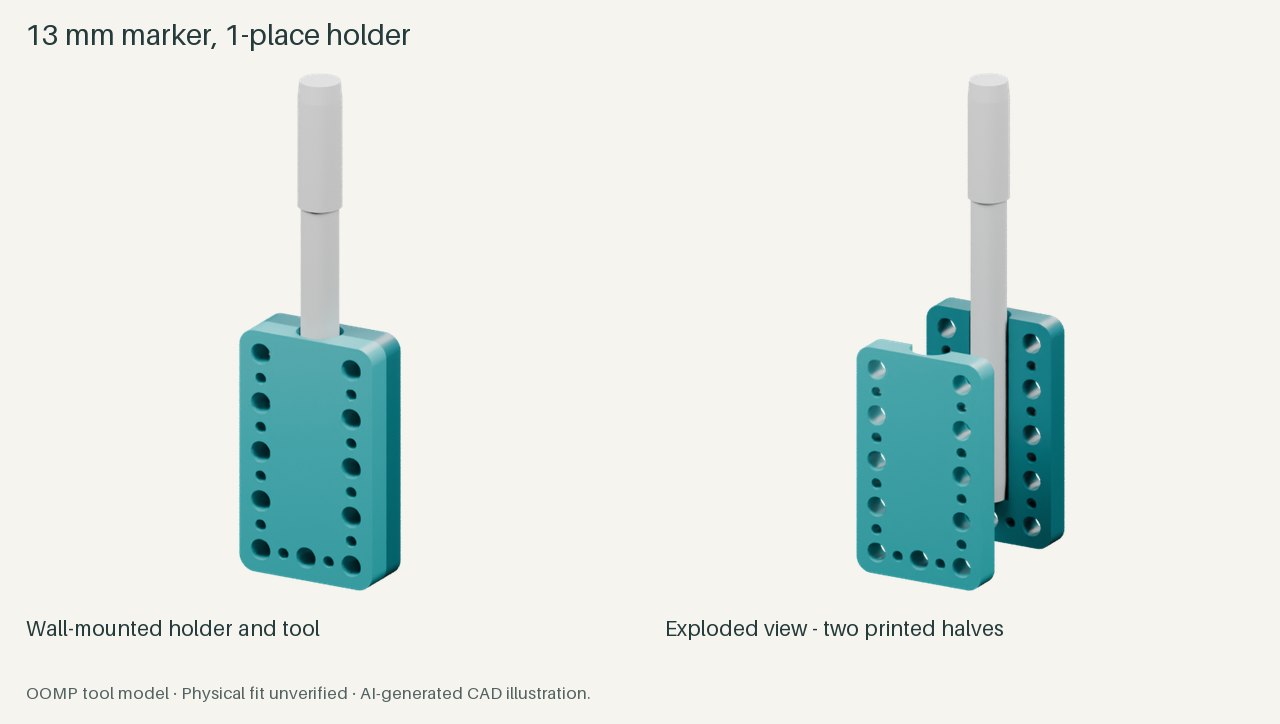 13 mm marker, 1-place holder
Wall-mounted holder and tool
Exploded view - two printed halves
OOMP tool model · Physical fit unverified · AI-generated CAD illustration.